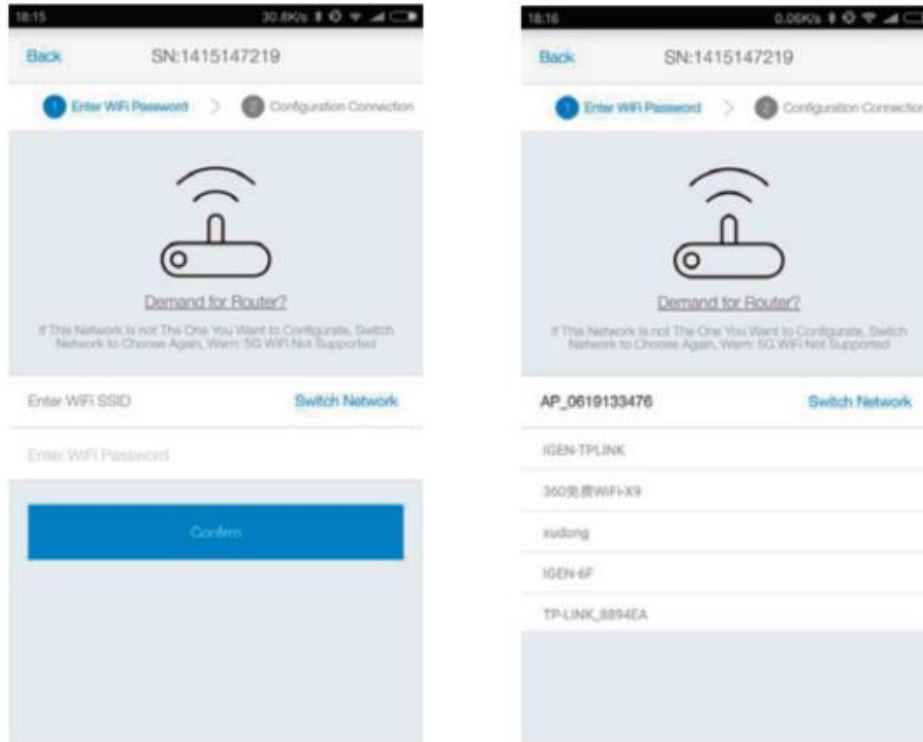 18:15
30.8K/s
Back
SN:1415147219
1 Enter WiFi Password > 2 Configuration Connection
Demand for Router?
If This Network Is not The One You Want to Configurate, Switch
Network to Choose Again, Warn: 5G WiFi Not Supported
Enter WiFi SSID
Switch Network
Enter WiFi Password
Confirm
18:16
0.06K/s
Back
SN:1415147219
1 Enter WiFi Password > 2 Configuration Connection
Demand for Router?
If This Network Is not The One You Want to Configurate, Switch
Network to Choose Again, Warn: 5G WiFi Not Supported
AP_0619133476
Switch Network
IGEN-TPLINK
360免费WiFi-X9
xudong
IGEN-6F
TP-LINK_8894EA